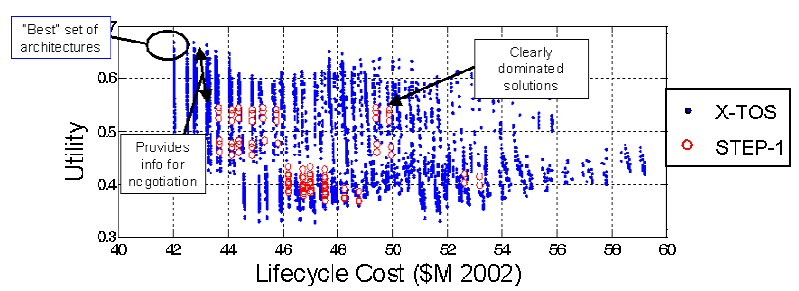 "Best" set of
architectures
7
0.6
0.5
0.4
0.3
Utility
Clearly
dominated
solutions
Provides
info for
negotiation
X-TOS
STEP-1
40
42
44
46
48
50
52
54
56
58
60
Lifecycle Cost ($M 2002)